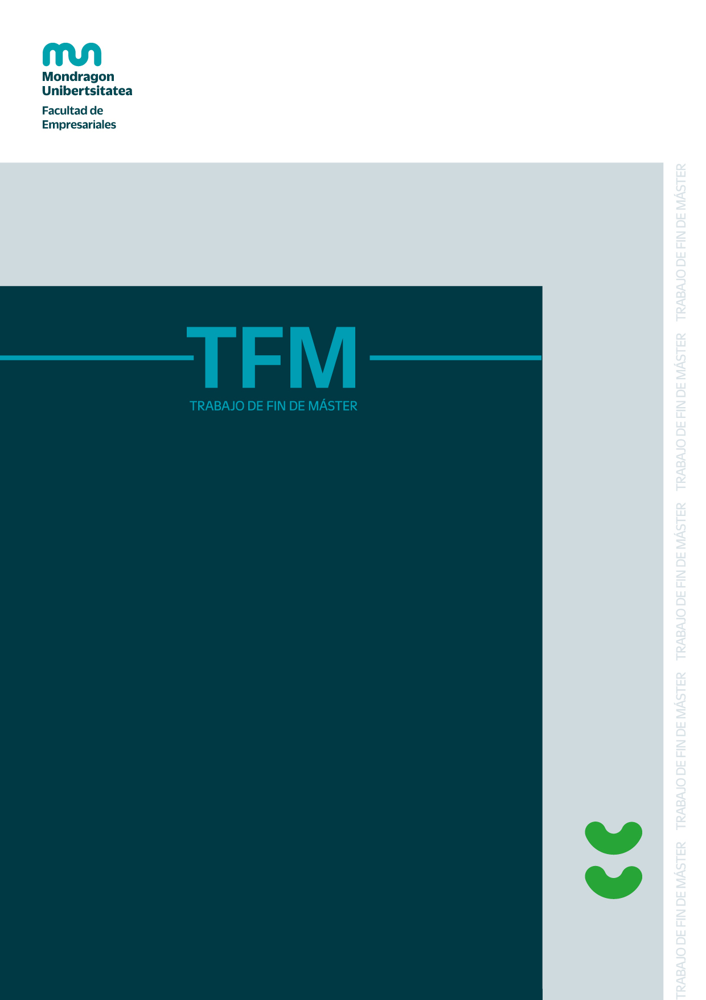 Mondragon
Unibertsitatea
Facultad de
Empresariales
TFM
TRABAJO DE FIN DE MÁSTER
TRABAJO DE FIN DE MÁSTER
TRABAJO DE FIN DE MÁSTER
TRABAJO DE FIN DE MÁSTER
TRABAJO DE FIN DE MÁSTER
TRABAJO DE FIN DE MÁSTER